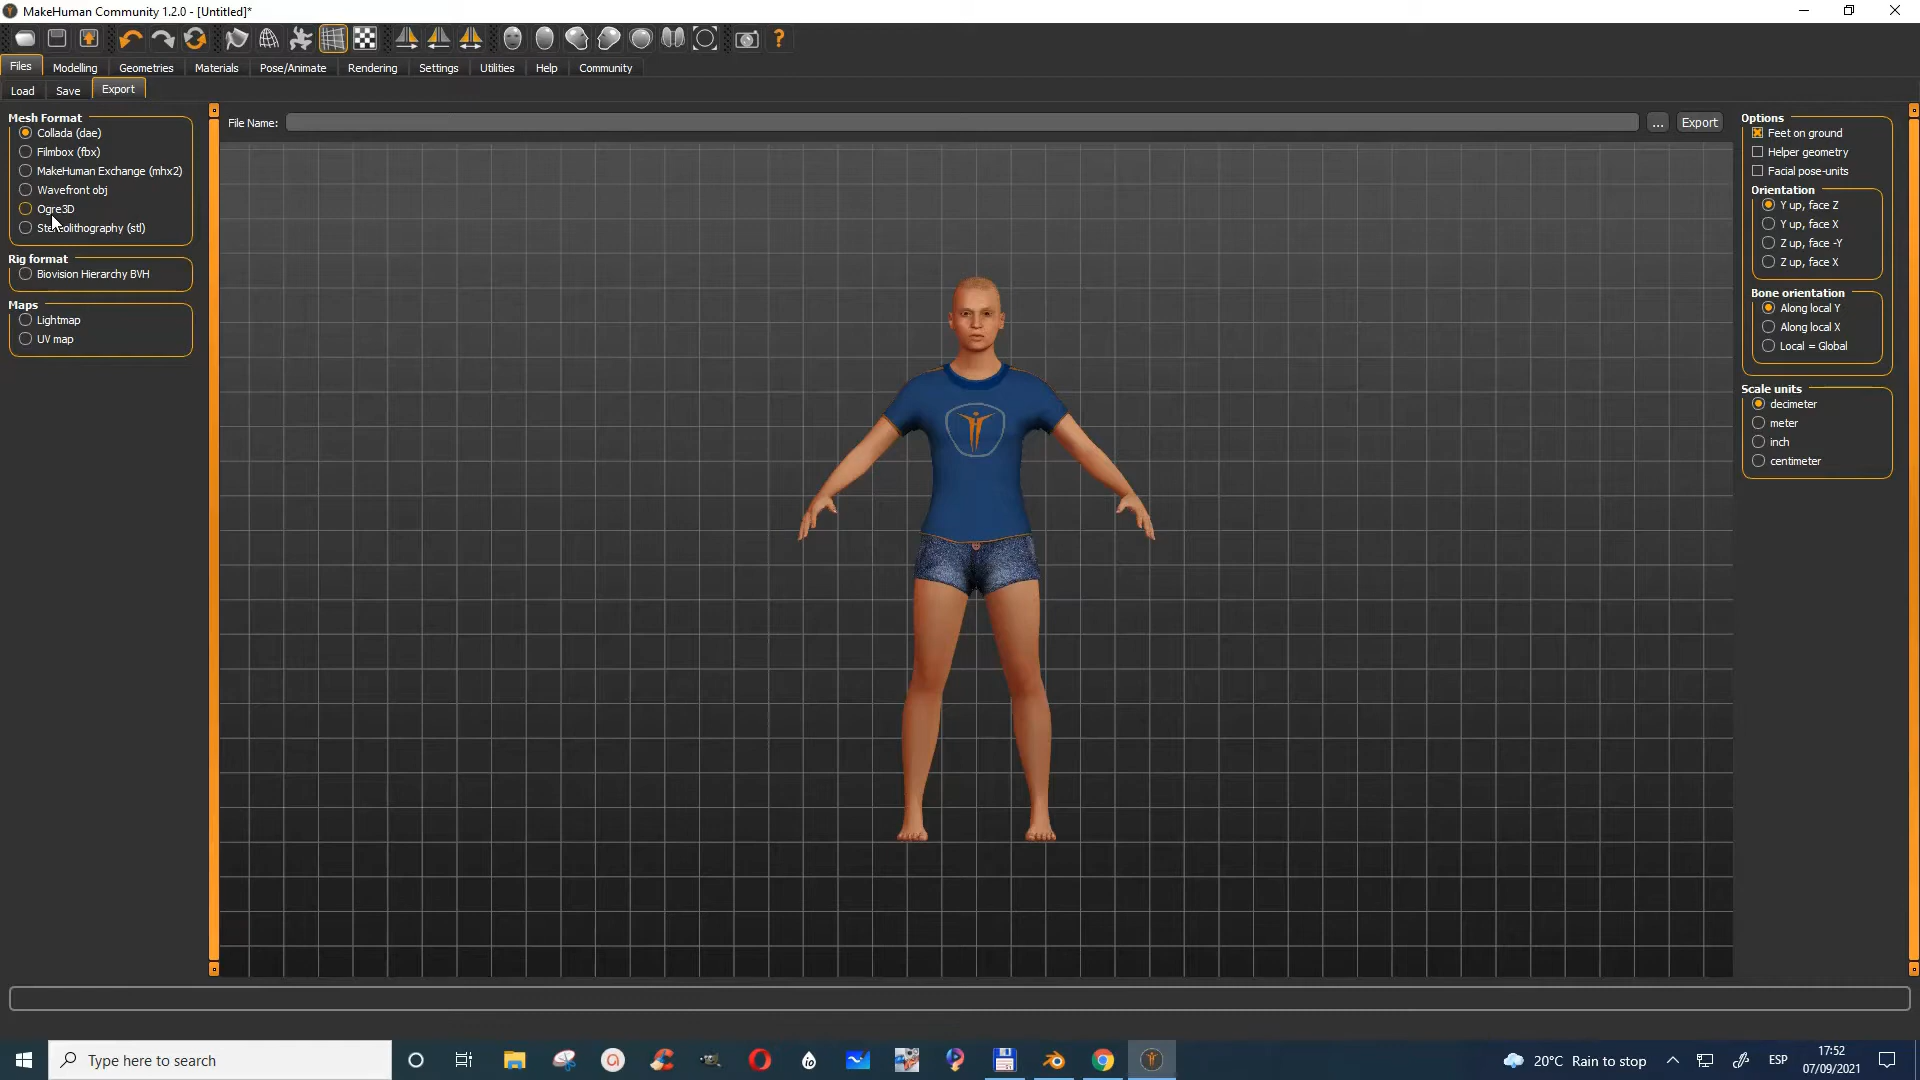 MakeHuman Community 1.2.0 - [Untitled]*
Files Modelling Geometries Materials Pose/Animate Rendering Settings Utilities Help Community
Load Save Export
Mesh Format
Collada (dae)
Filmbox (fbx)
MakeHuman Exchange (mhx2)
Wavefront obj
Ogre3D
Stereolithography (stl)
Rig format
Biovision Hierarchy BVH
Maps
Lightmap
UV map
File Name: ... Export
Options
Feet on ground
Helper geometry
Facial pose-units
Orientation
Y up, face Z
Y up, face X
Z up, face -Y
Z up, face X
Bone orientation
Along local Y
Along local X
Local = Global
Scale units
decimeter
meter
inch
centimeter
Type here to search
20°C Rain to stop
ESP
17:52
07/09/2021